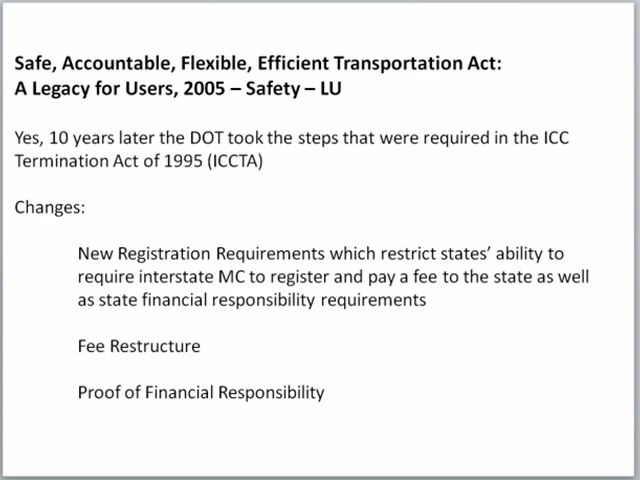 Safe, Accountable, Flexible, Efficient Transportation Act:
A Legacy for Users, 2005 – Safety – LU
Yes, 10 years later the DOT took the steps that were required in the ICC
Termination Act of 1995 (ICCTA)
Changes:
New Registration Requirements which restrict states’ ability to
require interstate MC to register and pay a fee to the state as well
as state financial responsibility requirements
Fee Restructure
Proof of Financial Responsibility